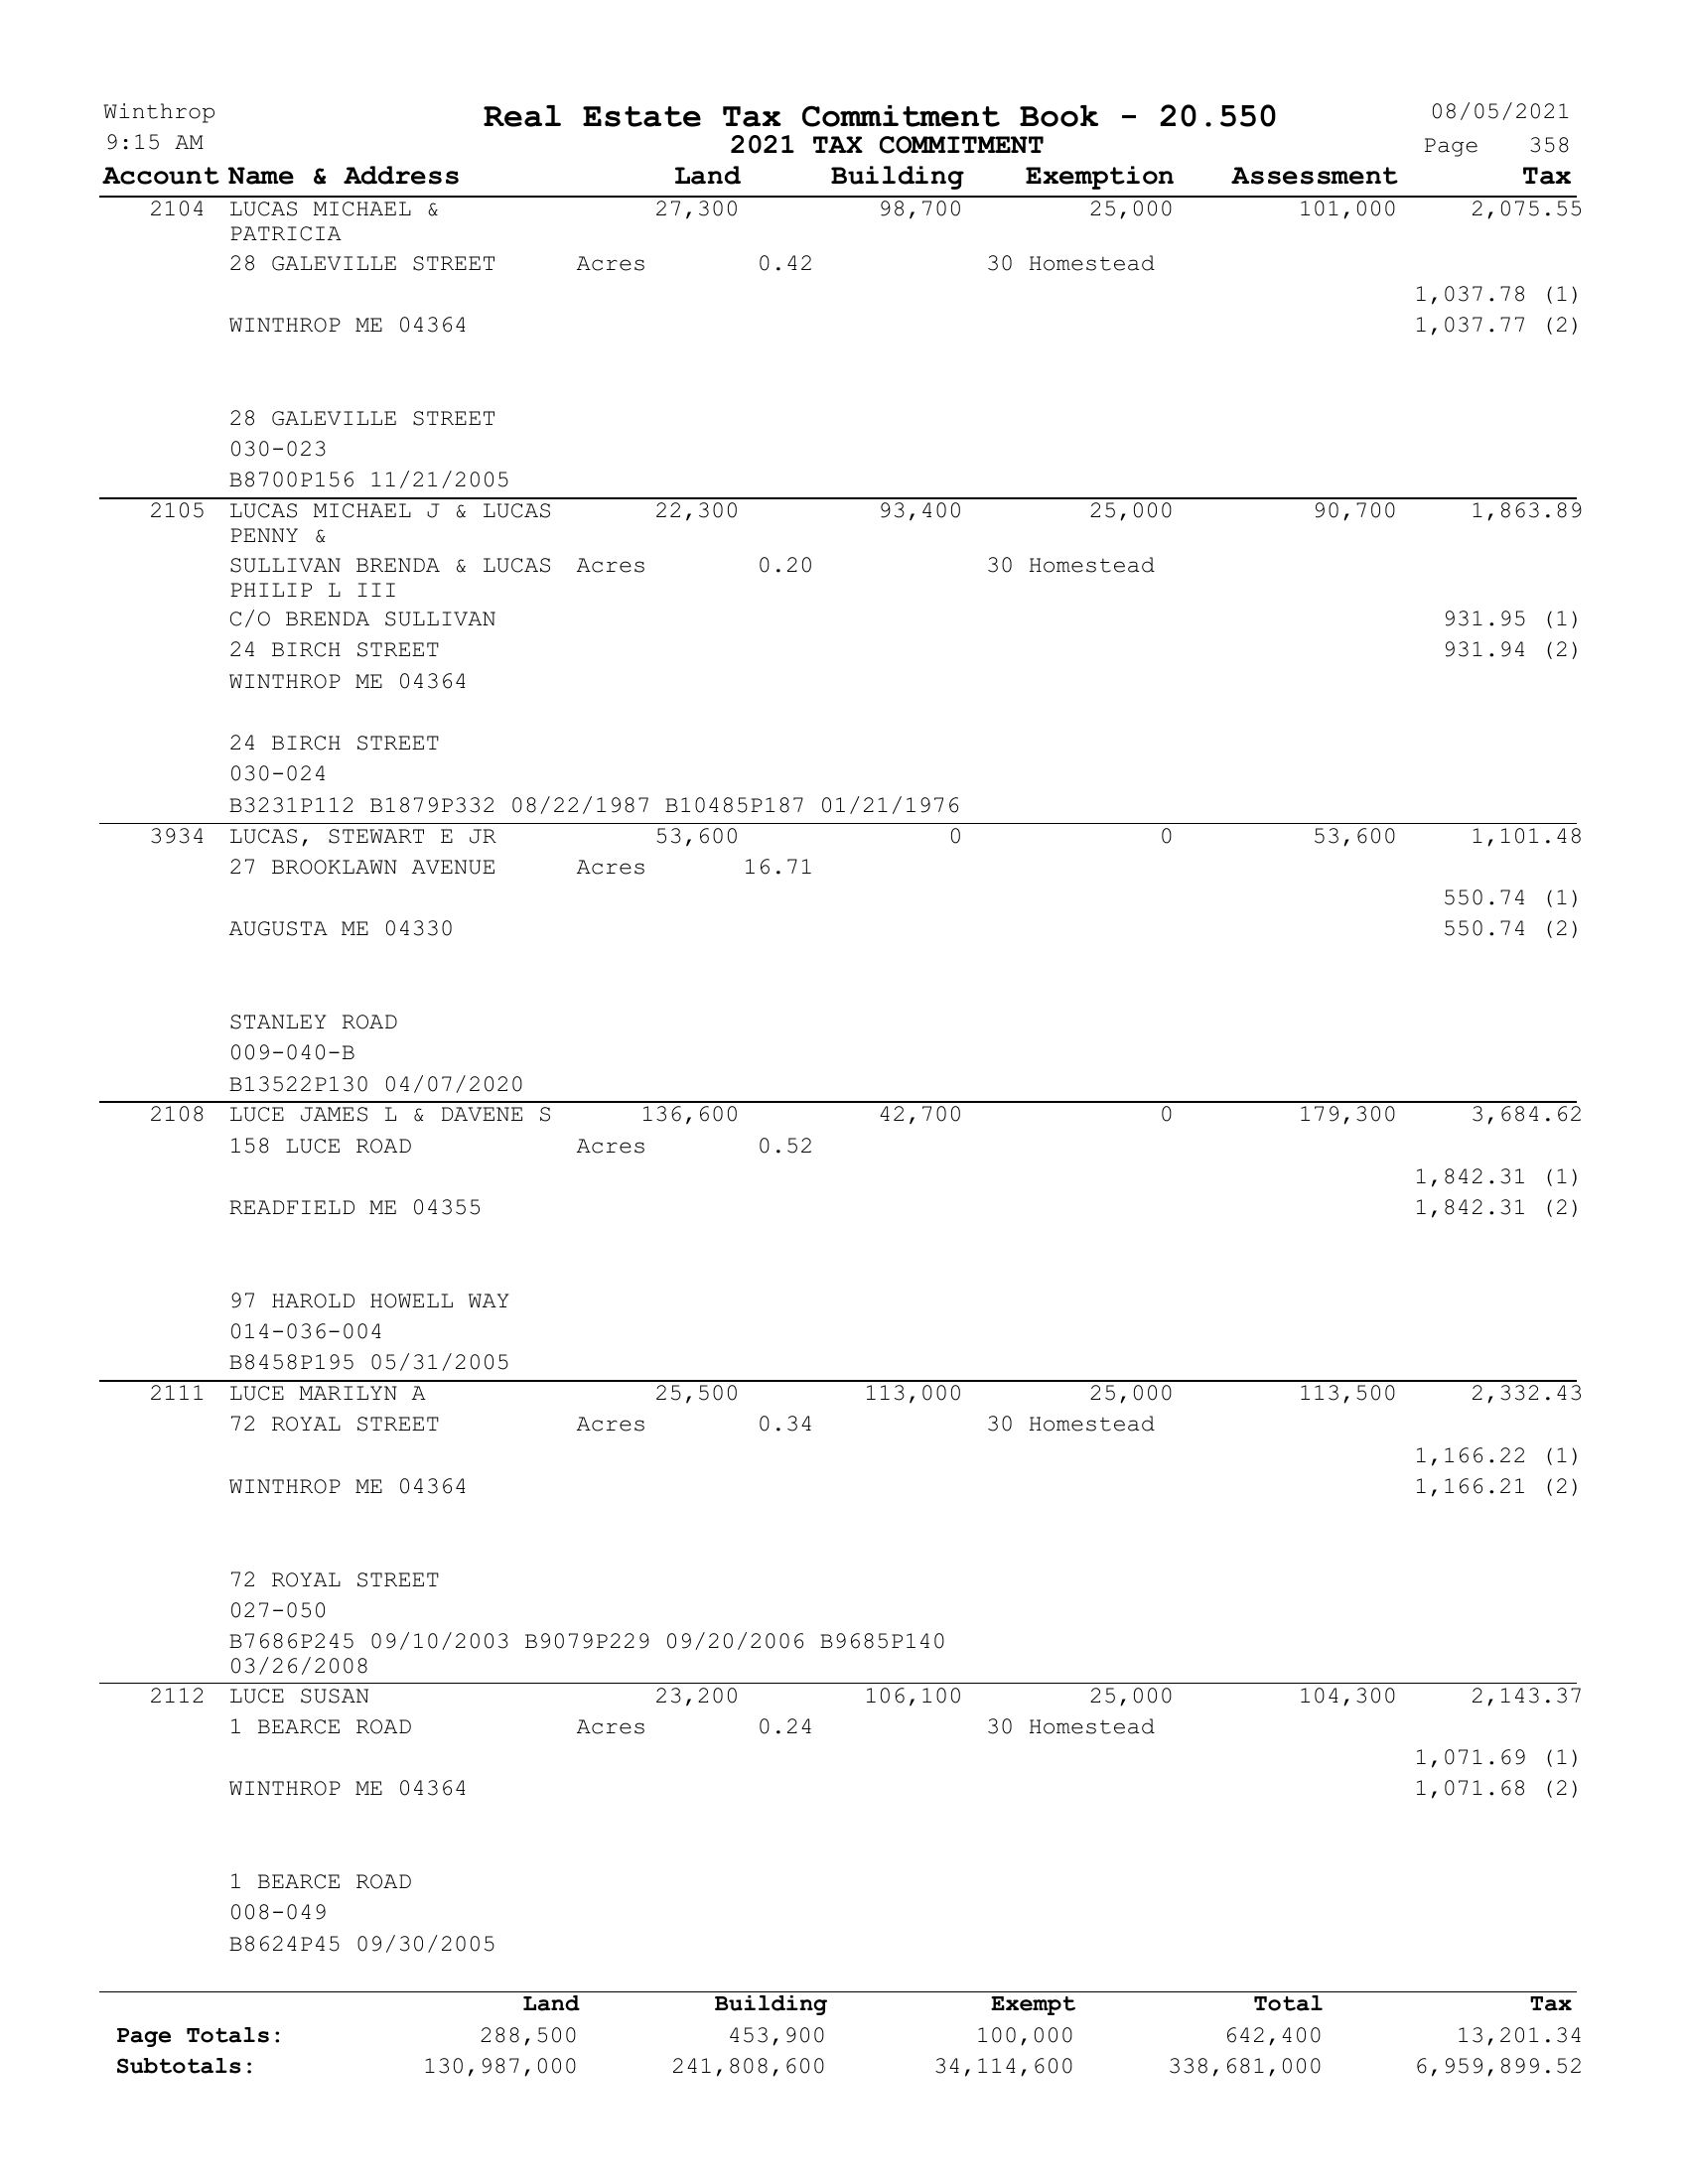 Winthrop Real Estate Tax Commitment Book - 20.550 08/05/2021
9:15 AM 2021 TAX COMMITMENT Page 358
Account Name & Address Land Building Exemption Assessment Tax
2104 LUCAS MICHAEL & 27,300 98,700 25,000 101,000 2,075.55
PATRICIA
28 GALEVILLE STREET Acres 0.42 30 Homestead
1,037.78 (1)
WINTHROP ME 04364 1,037.77 (2)
28 GALEVILLE STREET
030-023
B8700P156 11/21/2005
2105 LUCAS MICHAEL J & LUCAS 22,300 93,400 25,000 90,700 1,863.89
PENNY &
SULLIVAN BRENDA & LUCAS Acres 0.20 30 Homestead
PHILIP L III
C/O BRENDA SULLIVAN 931.95 (1)
24 BIRCH STREET 931.94 (2)
WINTHROP ME 04364
24 BIRCH STREET
030-024
B3231P112 B1879P332 08/22/1987 B10485P187 01/21/1976
3934 LUCAS, STEWART E JR 53,600 0 0 53,600 1,101.48
27 BROOKLAWN AVENUE Acres 16.71
550.74 (1)
AUGUSTA ME 04330 550.74 (2)
STANLEY ROAD
009-040-B
B13522P130 04/07/2020
2108 LUCE JAMES L & DAVENE S 136,600 42,700 0 179,300 3,684.62
158 LUCE ROAD Acres 0.52
1,842.31 (1)
READFIELD ME 04355 1,842.31 (2)
97 HAROLD HOWELL WAY
014-036-004
B8458P195 05/31/2005
2111 LUCE MARILYN A 25,500 113,000 25,000 113,500 2,332.43
72 ROYAL STREET Acres 0.34 30 Homestead
1,166.22 (1)
WINTHROP ME 04364 1,166.21 (2)
72 ROYAL STREET
027-050
B7686P245 09/10/2003 B9079P229 09/20/2006 B9685P140
03/26/2008
2112 LUCE SUSAN 23,200 106,100 25,000 104,300 2,143.37
1 BEARCE ROAD Acres 0.24 30 Homestead
1,071.69 (1)
WINTHROP ME 04364 1,071.68 (2)
1 BEARCE ROAD
008-049
B8624P45 09/30/2005
Land Building Exempt Total Tax
Page Totals: 288,500 453,900 100,000 642,400 13,201.34
Subtotals: 130,987,000 241,808,600 34,114,600 338,681,000 6,959,899.52